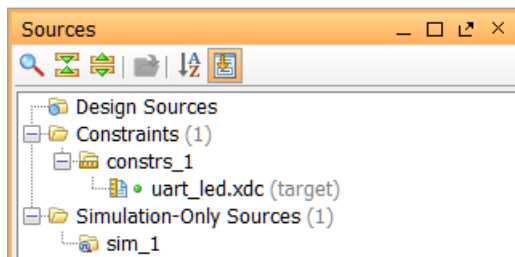 Sources
Design Sources
Constraints (1)
constrs_1
uart_led.xdc (target)
Simulation-Only Sources (1)
sim_1